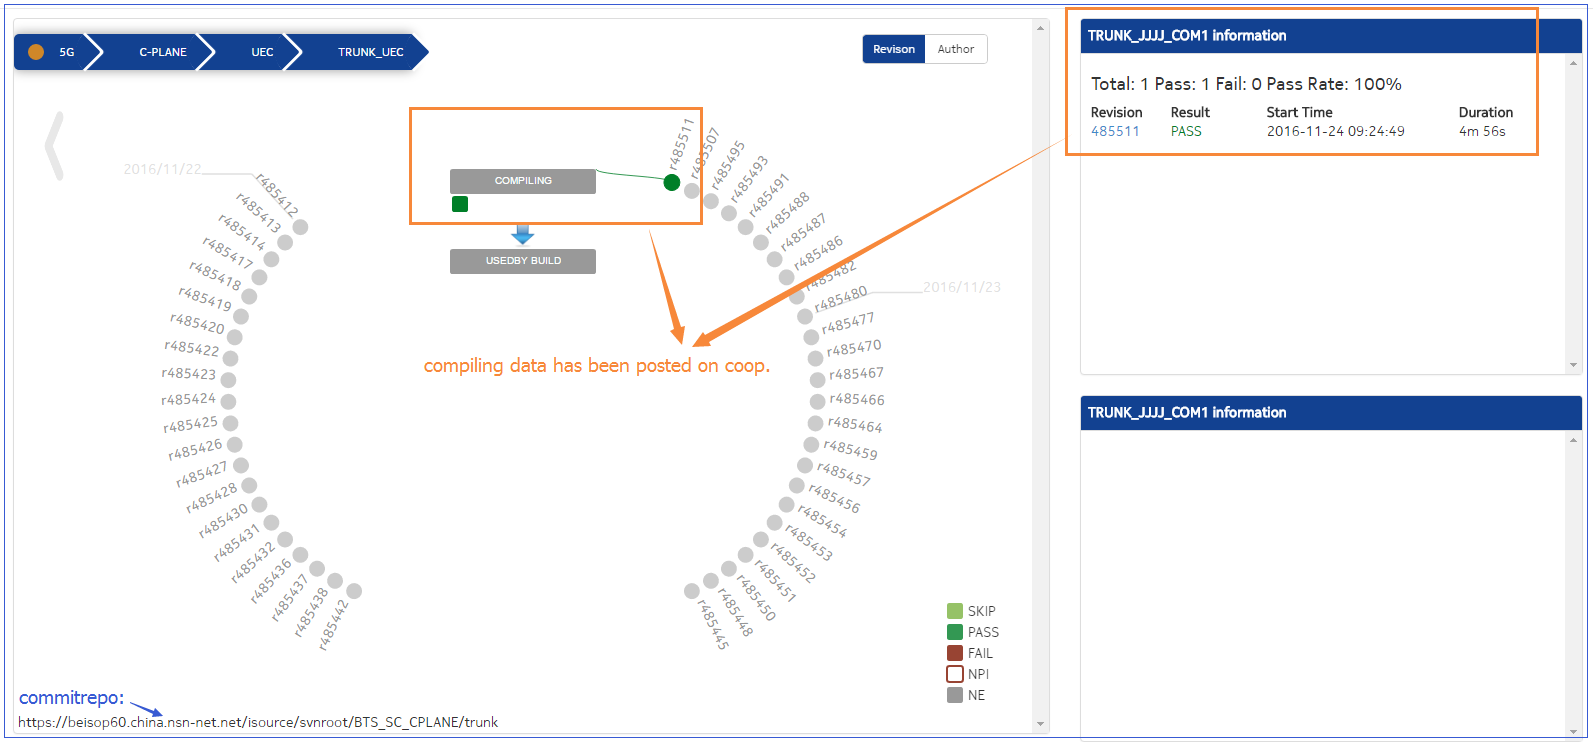 5G
C-PLANE
UEC
TRUNK_UEC
Revison
Author
2016/11/22
r485412
r485413
r485414
r485417
r485418
r485419
r485420
r485422
r485423
r485424
r485425
r485426
r485427
r485428
r485430
r485431
r485432
r485436
r485437
r485438
r485442
COMPILING
USEDBY BUILD
r485511
r485507
r485495
r485493
r485491
r485488
r485487
r485486
r485482
r485480
2016/11/23
r485477
r485470
r485467
r485466
r485464
r485459
r485457
r485456
r485454
r485453
r485452
r485451
r485450
r485448
r485445
compiling data has been posted on coop.
SKIP
PASS
FAIL
NPI
NE
commitrepo:
https://beisop60.china.nsn-net.net/isource/svnroot/BTS_SC_CPLANE/trunk
TRUNK_JJJJ_COM1 information
Total: 1 Pass: 1 Fail: 0 Pass Rate: 100%
Revision Result Start Time Duration
485511 PASS 2016-11-24 09:24:49 4m 56s
TRUNK_JJJJ_COM1 information